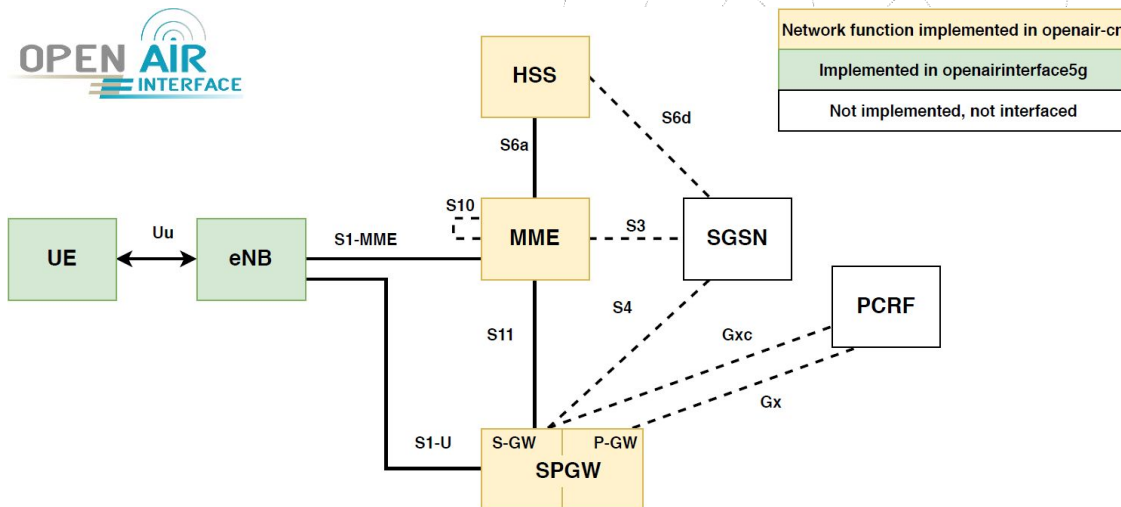 OPEN AIR
INTERFACE
Network function implemented in openair-cn
Implemented in openairinterface5g
Not implemented, not interfaced
HSS
S6d
S6a
S10
MME
S3
SGSN
UE
Uu
eNB
S1-MME
S4
PCRF
S11
Gxc
Gx
S1-U
S-GW
P-GW
SPGW